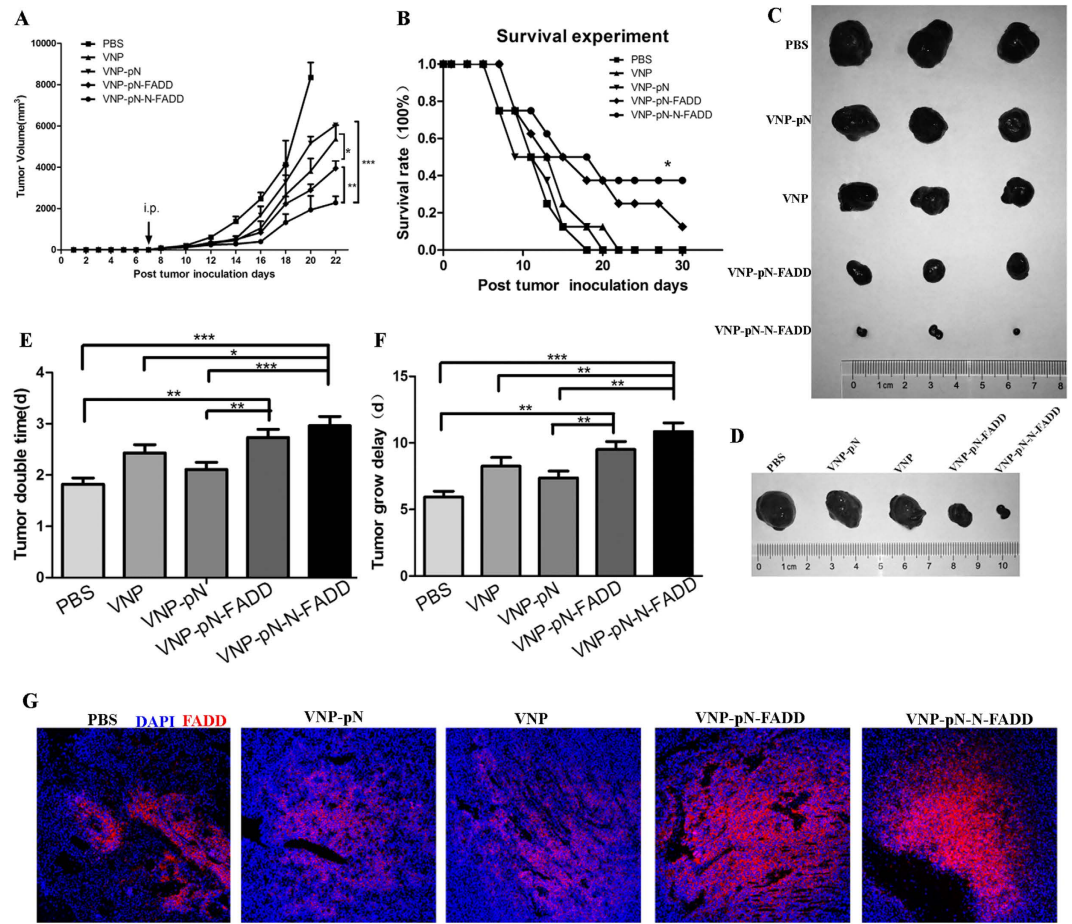 A
Tumor Volume(mm³)
10000
8000
6000
4000
2000
0
PBS
VNP
VNP-pN
VNP-pN-FADD
VNP-pN-N-FADD
i.p.
*
**
***
0 2 4 6 8 10 12 14 16 18 20 22
Post tumor inoculation days
B
Survival experiment
Survival rate (100%)
1.0
0.8
0.6
0.4
0.2
0.0
PBS
VNP
VNP-pN
VNP-pN-FADD
VNP-pN-N-FADD
*
0 10 20 30
Post tumor inoculation days
C
PBS
VNP-pN
VNP
VNP-pN-FADD
VNP-pN-N-FADD
0 1cm 2 3 4 5 6 7 8
D
PBS
VNP-pN
VNP
VNP-pN-FADD
VNP-pN-N-FADD
0 1cm 2 3 4 5 6 7 8 9 10
E
Tumor double time(d)
4
3
2
1
0
***
*
***
**
**
PBS
VNP
VNP-pN
VNP-pN-FADD
VNP-pN-N-FADD
F
Tumor grow delay (d)
15
10
5
0
***
**
**
**
**
PBS
VNP
VNP-pN
VNP-pN-FADD
VNP-pN-N-FADD
G
PBS DAPI FADD
VNP-pN
VNP
VNP-pN-FADD
VNP-pN-N-FADD